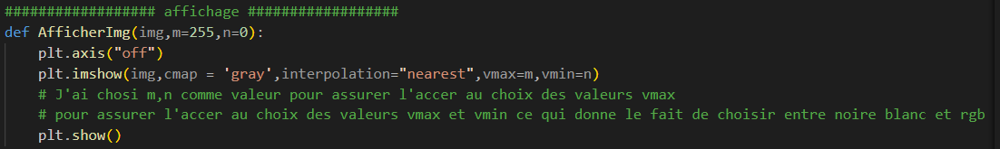 ################## affichage ##################
def AfficherImg(img,m=255,n=0):
    plt.axis("off")
    plt.imshow(img,cmap = 'gray',interpolation="nearest",vmax=m,vmin=n)
    # J'ai chosi m,n comme valeur pour assurer l'accer au choix des valeurs vmax
    # pour assurer l'accer au choix des valeurs vmax et vmin ce qui donne le fait de choisir entre noire blanc et rgb
    plt.show()